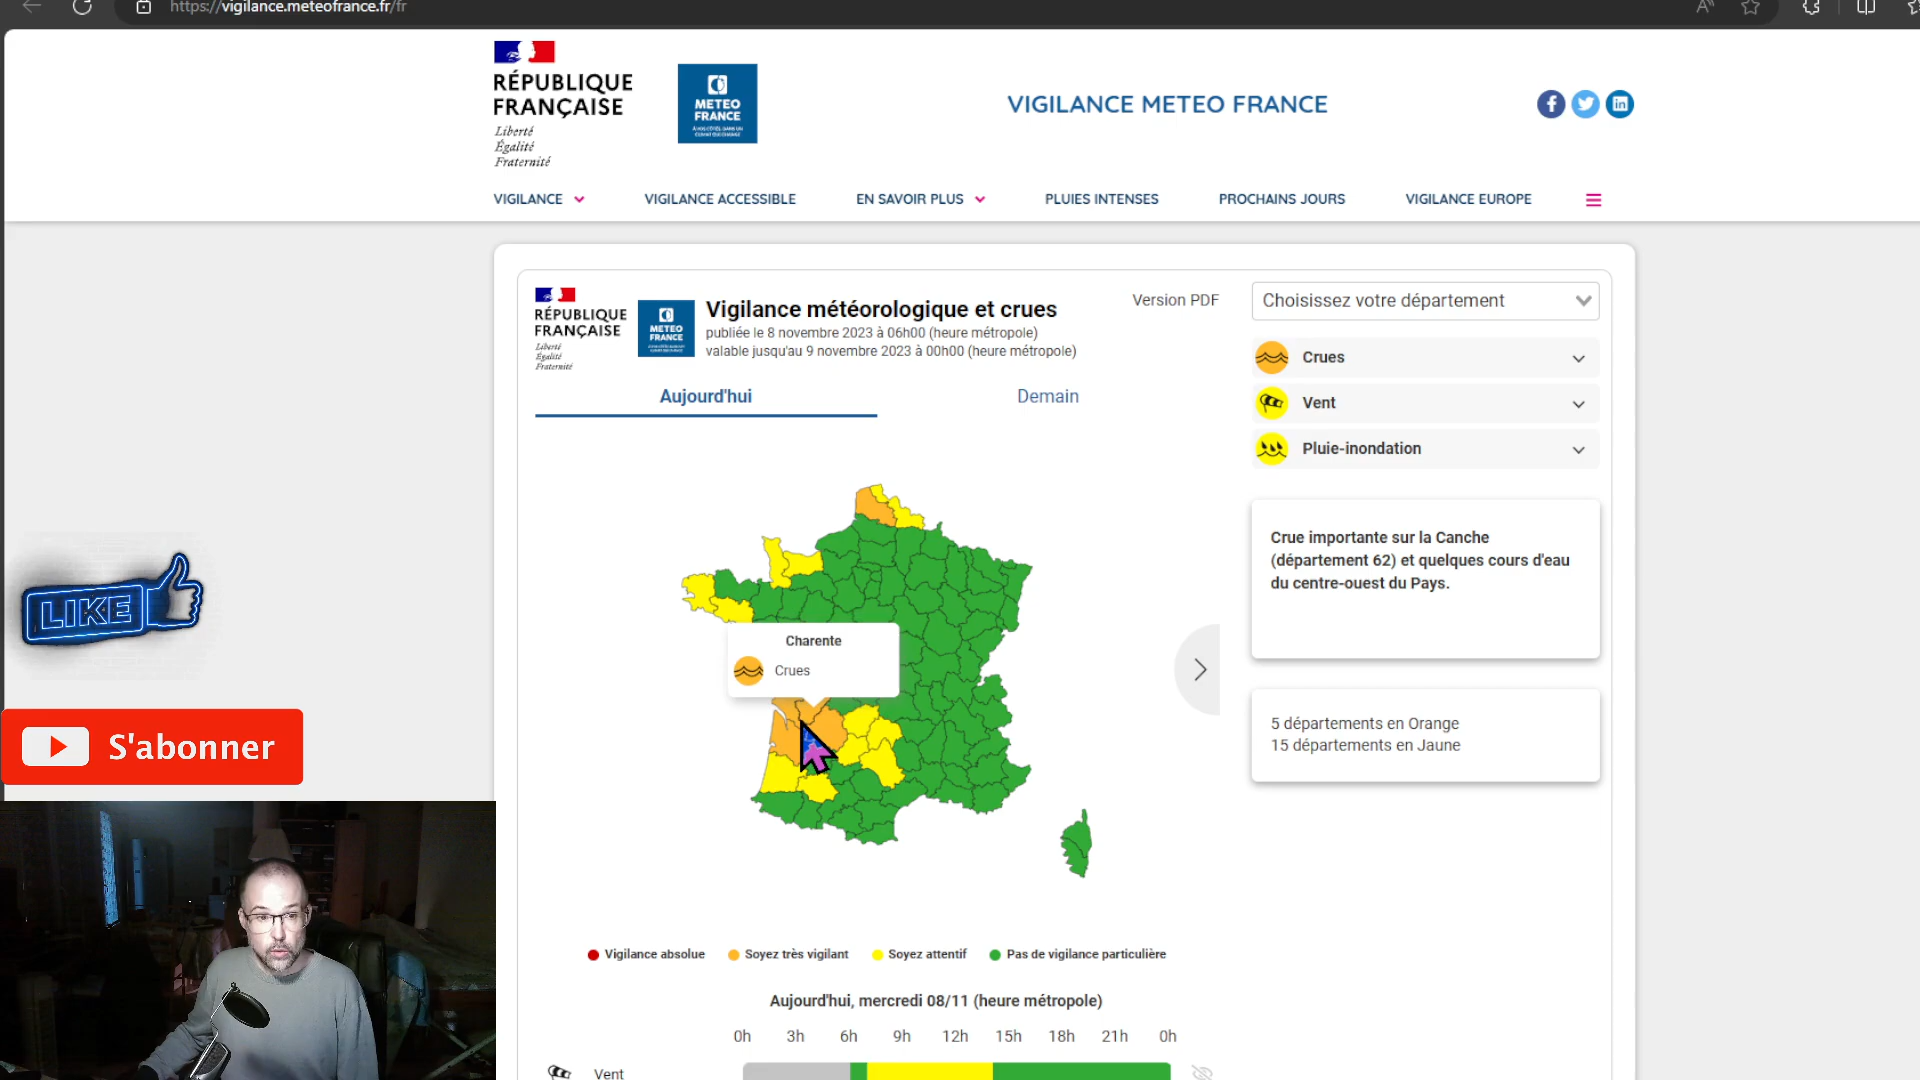 https://vigilance.meteofrance.fr/fr
RÉPUBLIQUE
FRANÇAISE
Liberté
Égalité
Fraternité
METEO
FRANCE
VIGILANCE METEO FRANCE
VIGILANCE
VIGILANCE ACCESSIBLE
EN SAVOIR PLUS
PLUIES INTENSES
PROCHAINS JOURS
VIGILANCE EUROPE
RÉPUBLIQUE
FRANÇAISE
Liberté
Égalité
Fraternité
METEO
FRANCE
Vigilance météorologique et crues
publiée le 8 novembre 2023 à 06h00 (heure métropole)
valable jusqu'au 9 novembre 2023 à 00h00 (heure métropole)
Version PDF
Choisissez votre département
Aujourd'hui
Demain
Crues
Vent
Pluie-inondation
Crue importante sur la Canche
(département 62) et quelques cours d'eau
du centre-ouest du Pays.
5 départements en Orange
15 départements en Jaune
Charente
Crues
LIKE
S'abonner
Vigilance absolue
Soyez très vigilant
Soyez attentif
Pas de vigilance particulière
Aujourd'hui, mercredi 08/11 (heure métropole)
0h 3h 6h 9h 12h 15h 18h 21h 0h
Vent